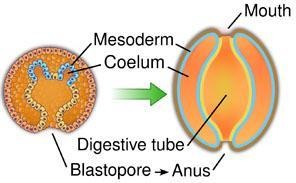 Mouth
Mesoderm
Coelum
Digestive tube
Blastopore → Anus